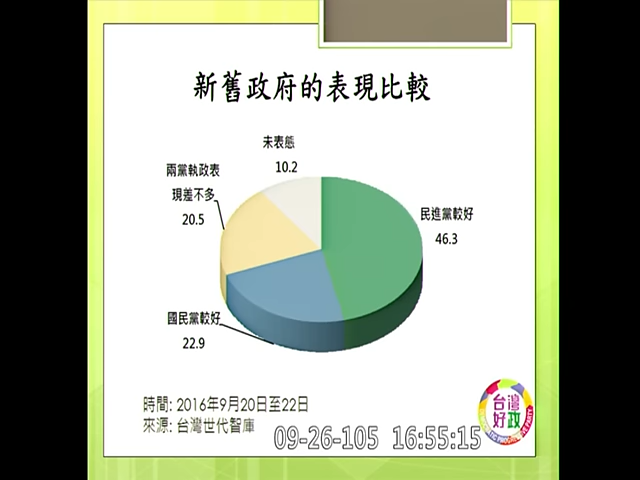 新舊政府的表現比較
未表態
10.2
兩黨執政表
現差不多
20.5
民進黨較好
46.3
國民黨較好
22.9
時間: 2016年9月20日至22日
來源: 台灣世代智庫
台灣
好政
09-26-105 16:55:15